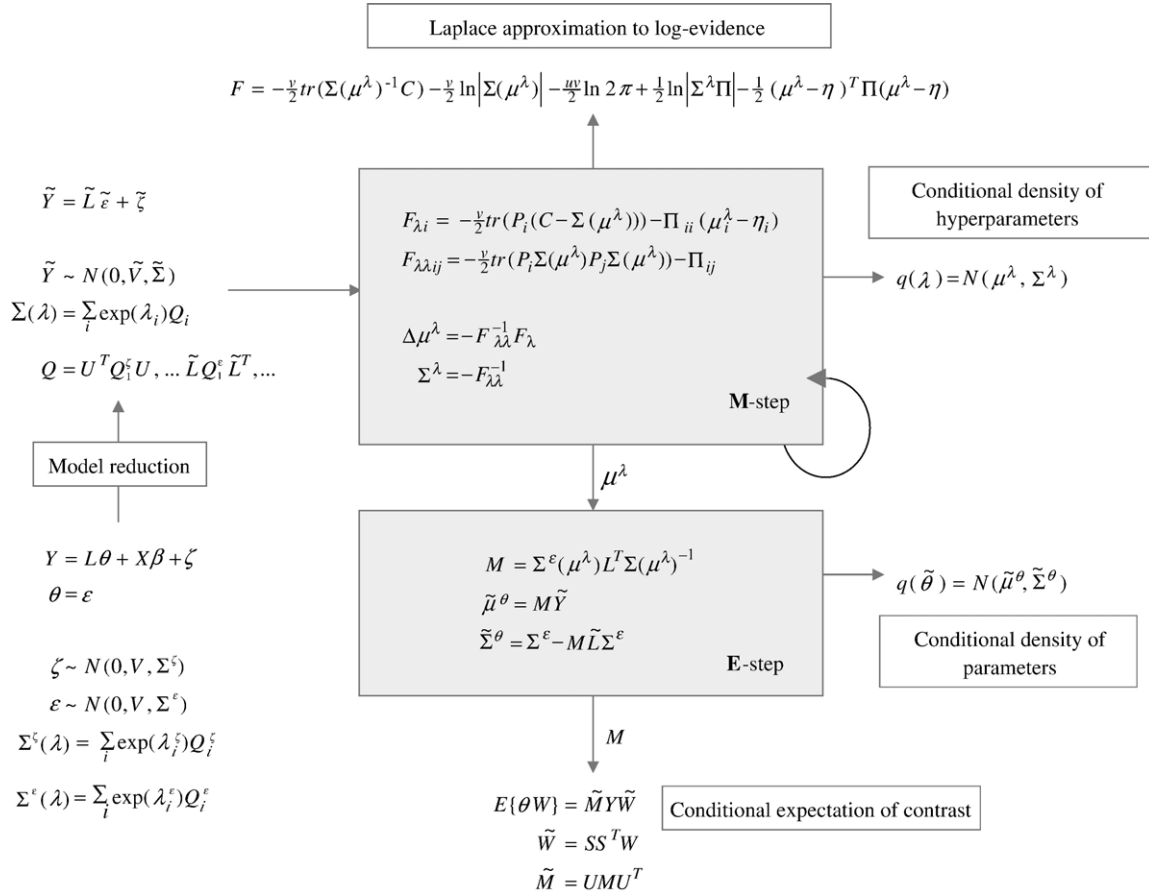 Laplace approximation to log-evidence
F = −v/2 tr(Σ(μ^λ)^-1 C) − v/2 ln|Σ(μ^λ)| − uv/2 ln 2π + 1/2 ln|Σ^λ Π| − 1/2 (μ^λ−η)^T Π(μ^λ−η)
Ỹ = L̃ ε̃ + ζ̃
Ỹ ~ N(0,Ṽ,Σ̃)
Σ(λ) = Σ_i exp(λ_i)Q_i
Q = U^T Q_1^ζ U, ... L̃ Q_1^ε L̃^T,...
Model reduction
Y = Lθ + Xβ + ζ
θ = ε
ζ ~ N(0,V,Σ^ζ)
ε ~ N(0,V,Σ^ε)
Σ^ζ(λ) = Σ_i exp(λ_i^ζ)Q_i^ζ
Σ^ε(λ) = Σ_i exp(λ_i^ε)Q_i^ε
F_λi = −v/2 tr(P_i(C−Σ(μ^λ)))−Π_ii(μ_i^λ−η_i)
F_λλij = −v/2 tr(P_iΣ(μ^λ)P_jΣ(μ^λ))−Π_ij
Δμ^λ = −F_λλ^-1 F_λ
Σ^λ = −F_λλ^-1
M-step
Conditional density of
hyperparameters
q(λ) = N(μ^λ, Σ^λ)
μ^λ
M = Σ^ε(μ^λ)L^T Σ(μ^λ)^-1
μ̃^θ = MỸ
Σ̃^θ = Σ^ε − ML̃Σ^ε
E-step
q(θ̃) = N(μ̃^θ, Σ̃^θ)
Conditional density of
parameters
M
E{θW} = M̃YW̃
Conditional expectation of contrast
W̃ = SS^T W
M̃ = UMU^T